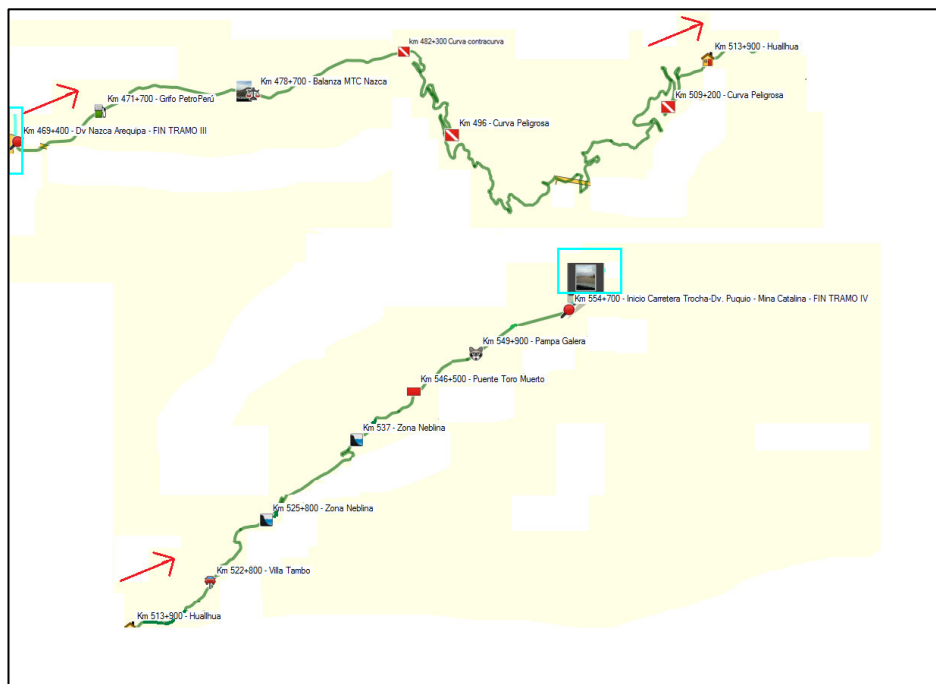 km 482+300 Curva contracurva
Km 513+900 - Huallhua
Km 478+700 - Balanza MTC Nazca
Km 471+700 - Grifo PetroPerú
Km 509+200 - Curva Peligrosa
Km 496 - Curva Peligrosa
Km 469+400 - Dv Nazca Arequipa - FIN TRAMO III
Km 554+700 - Inicio Carretera Trocha-Dv. Puquio - Mina Catalina - FIN TRAMO IV
Km 549+900 - Pampa Galera
Km 546+500 - Puente Toro Muerto
Km 537 - Zona Neblina
Km 525+800 - Zona Neblina
Km 522+800 - Villa Tambo
Km 513+900 - Huallhua